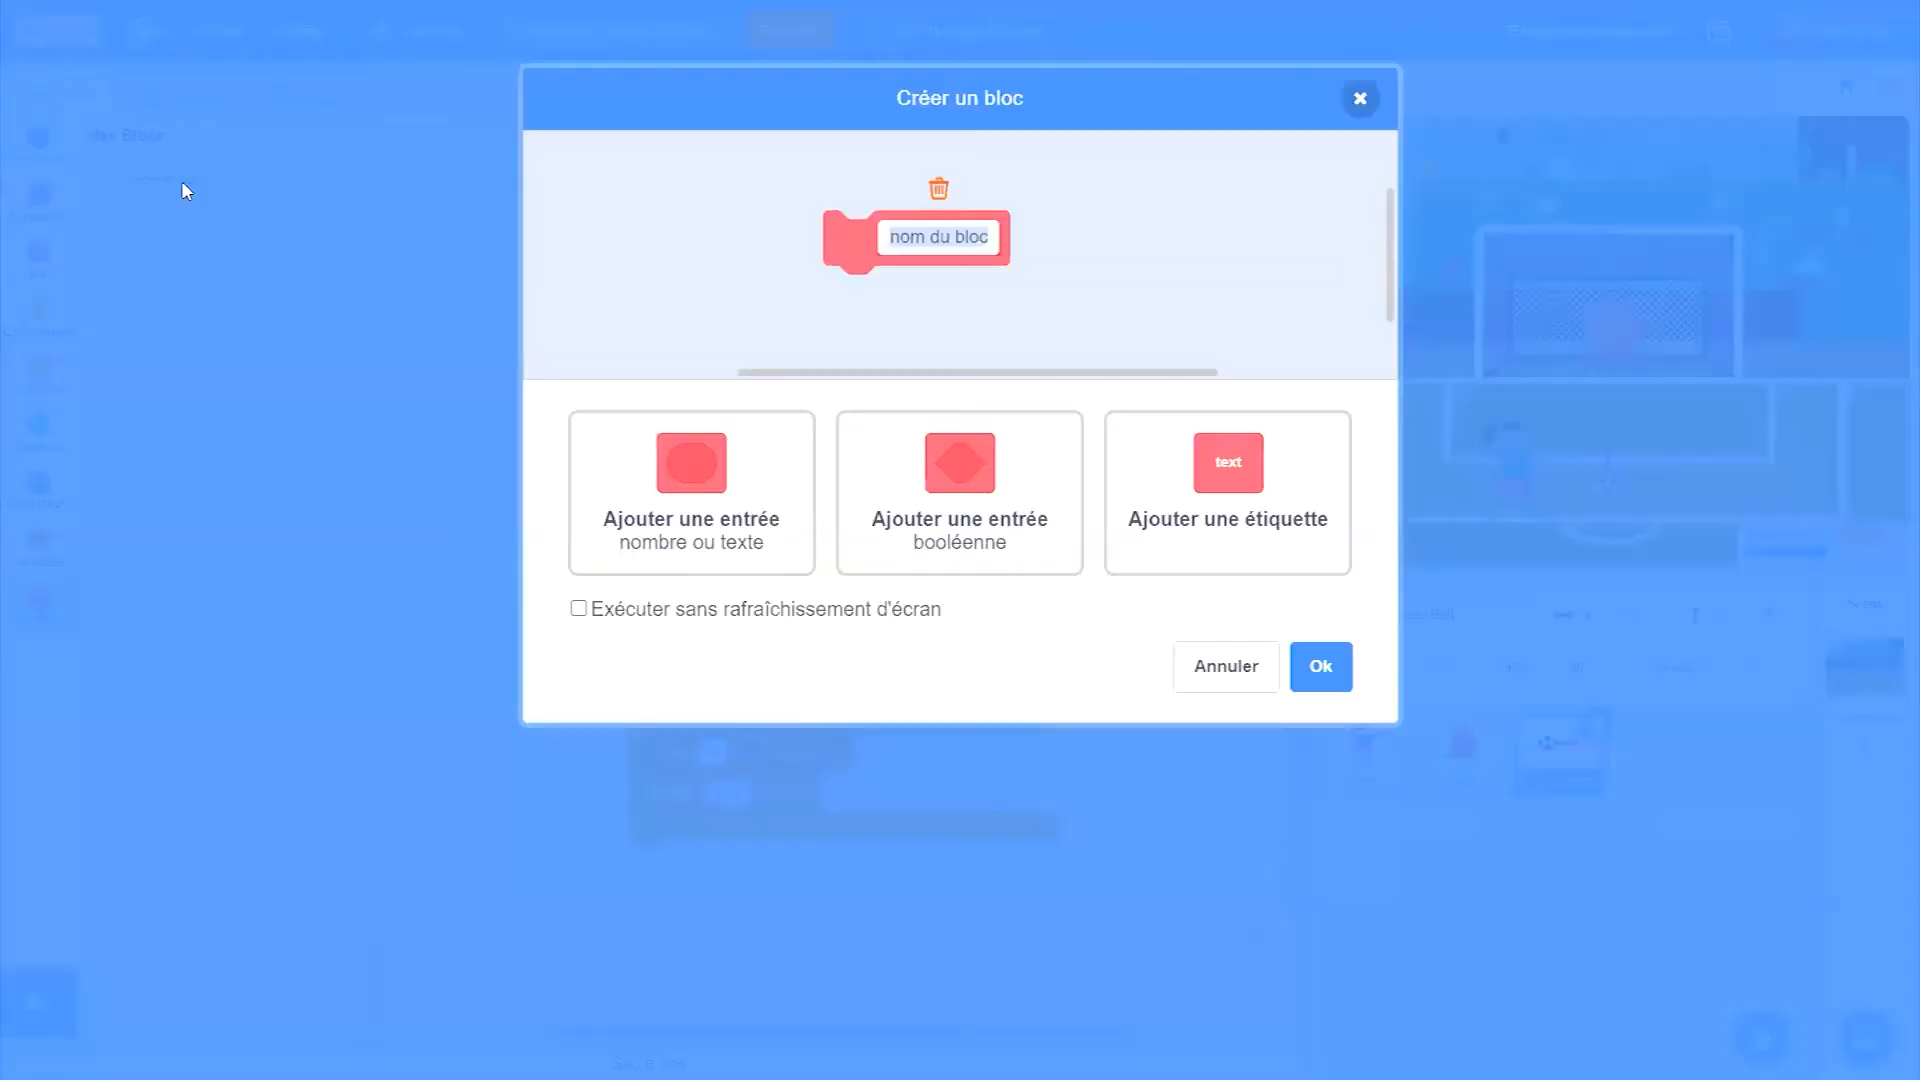 Créer un bloc
nom du bloc
text
Ajouter une entrée
nombre ou texte
Ajouter une entrée
booléenne
Ajouter une étiquette
Exécuter sans rafraîchissement d'écran
Annuler
Ok